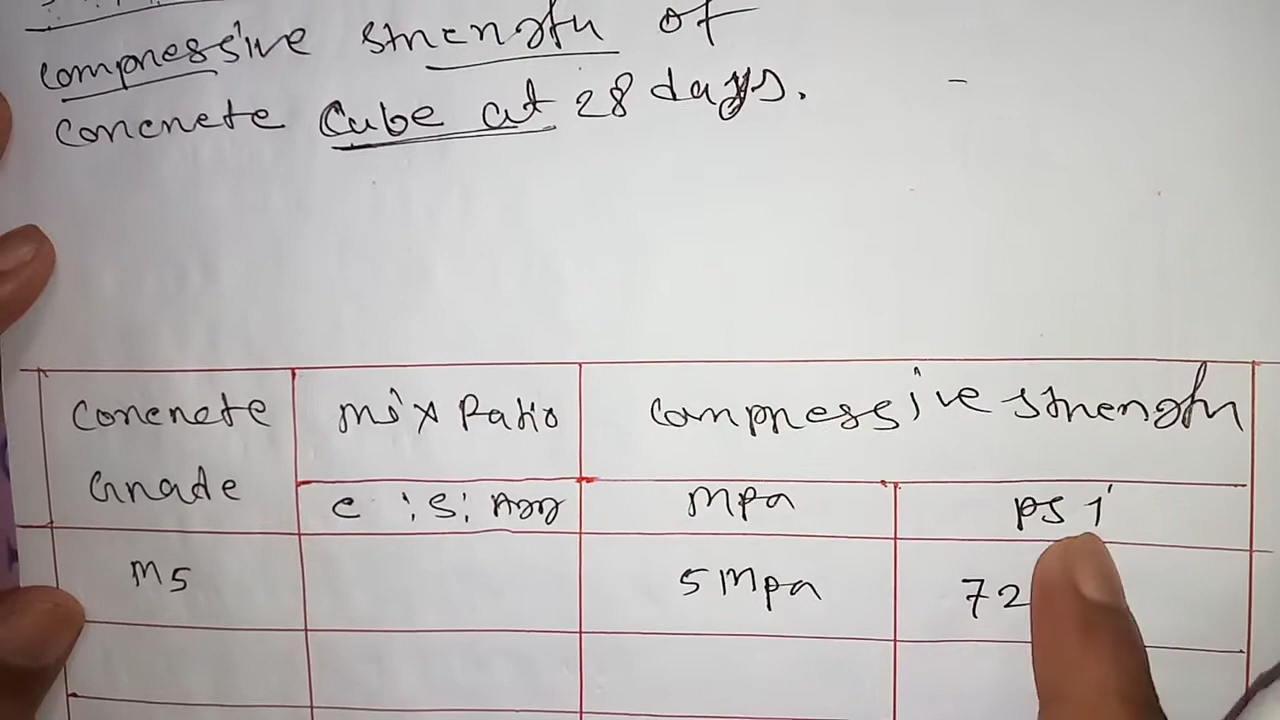 compressive strength of
concrete cube at 28 days.
concrete
Grade
mix Ratio
compressive strength
c : S : Agg
mpa
psi
M5
5 mpa
72